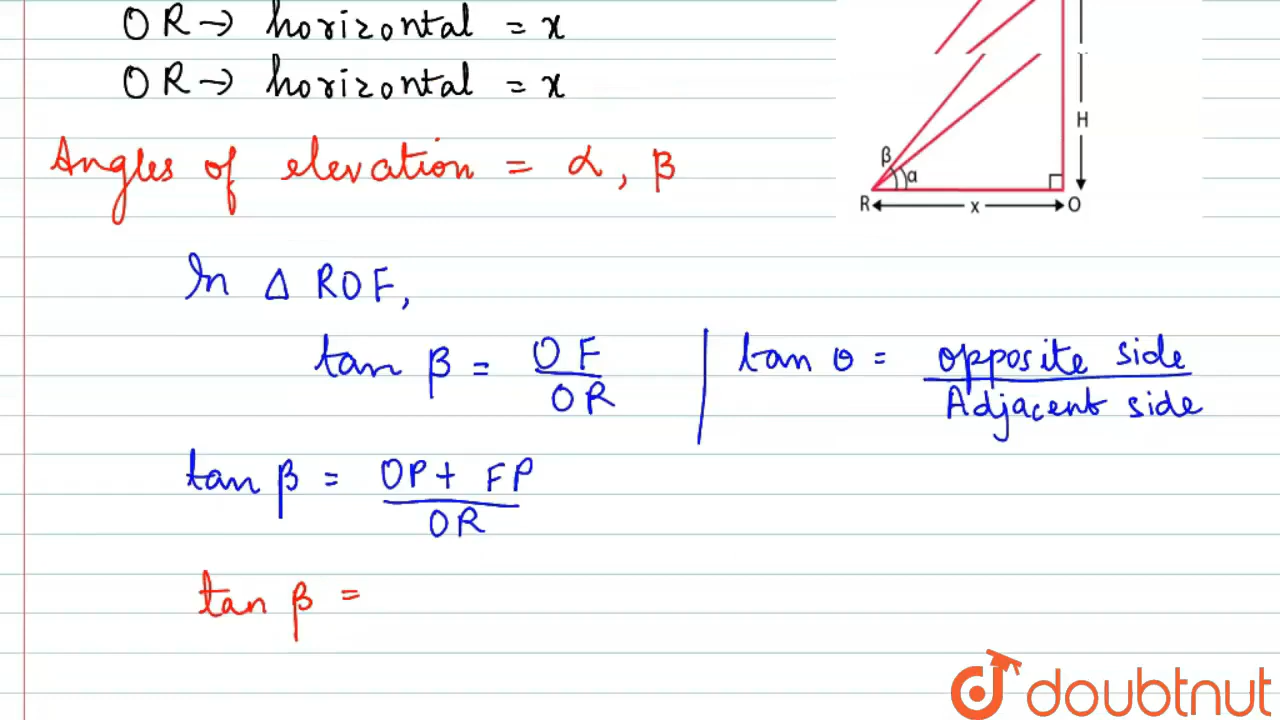 OR → horizontal = x
OR → horizontal = x
Angles of elevation = α, β
In Δ ROF,
tan β = OF/OR | tan θ = opposite side/Adjacent side
tan β = OP + FP/OR
tan β =
H
β
α
R x O
doubtnut